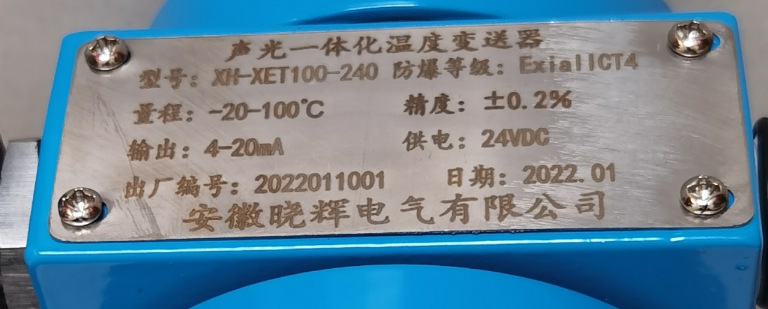 声光一体化温度变送器
型号：XH-XET100-240 防爆等级：ExiaIICT4
量程：-20-100℃ 精度：±0.2%
输出：4-20mA 供电：24VDC
出厂编号：2022011001 日期：2022.01
安徽晓辉电气有限公司